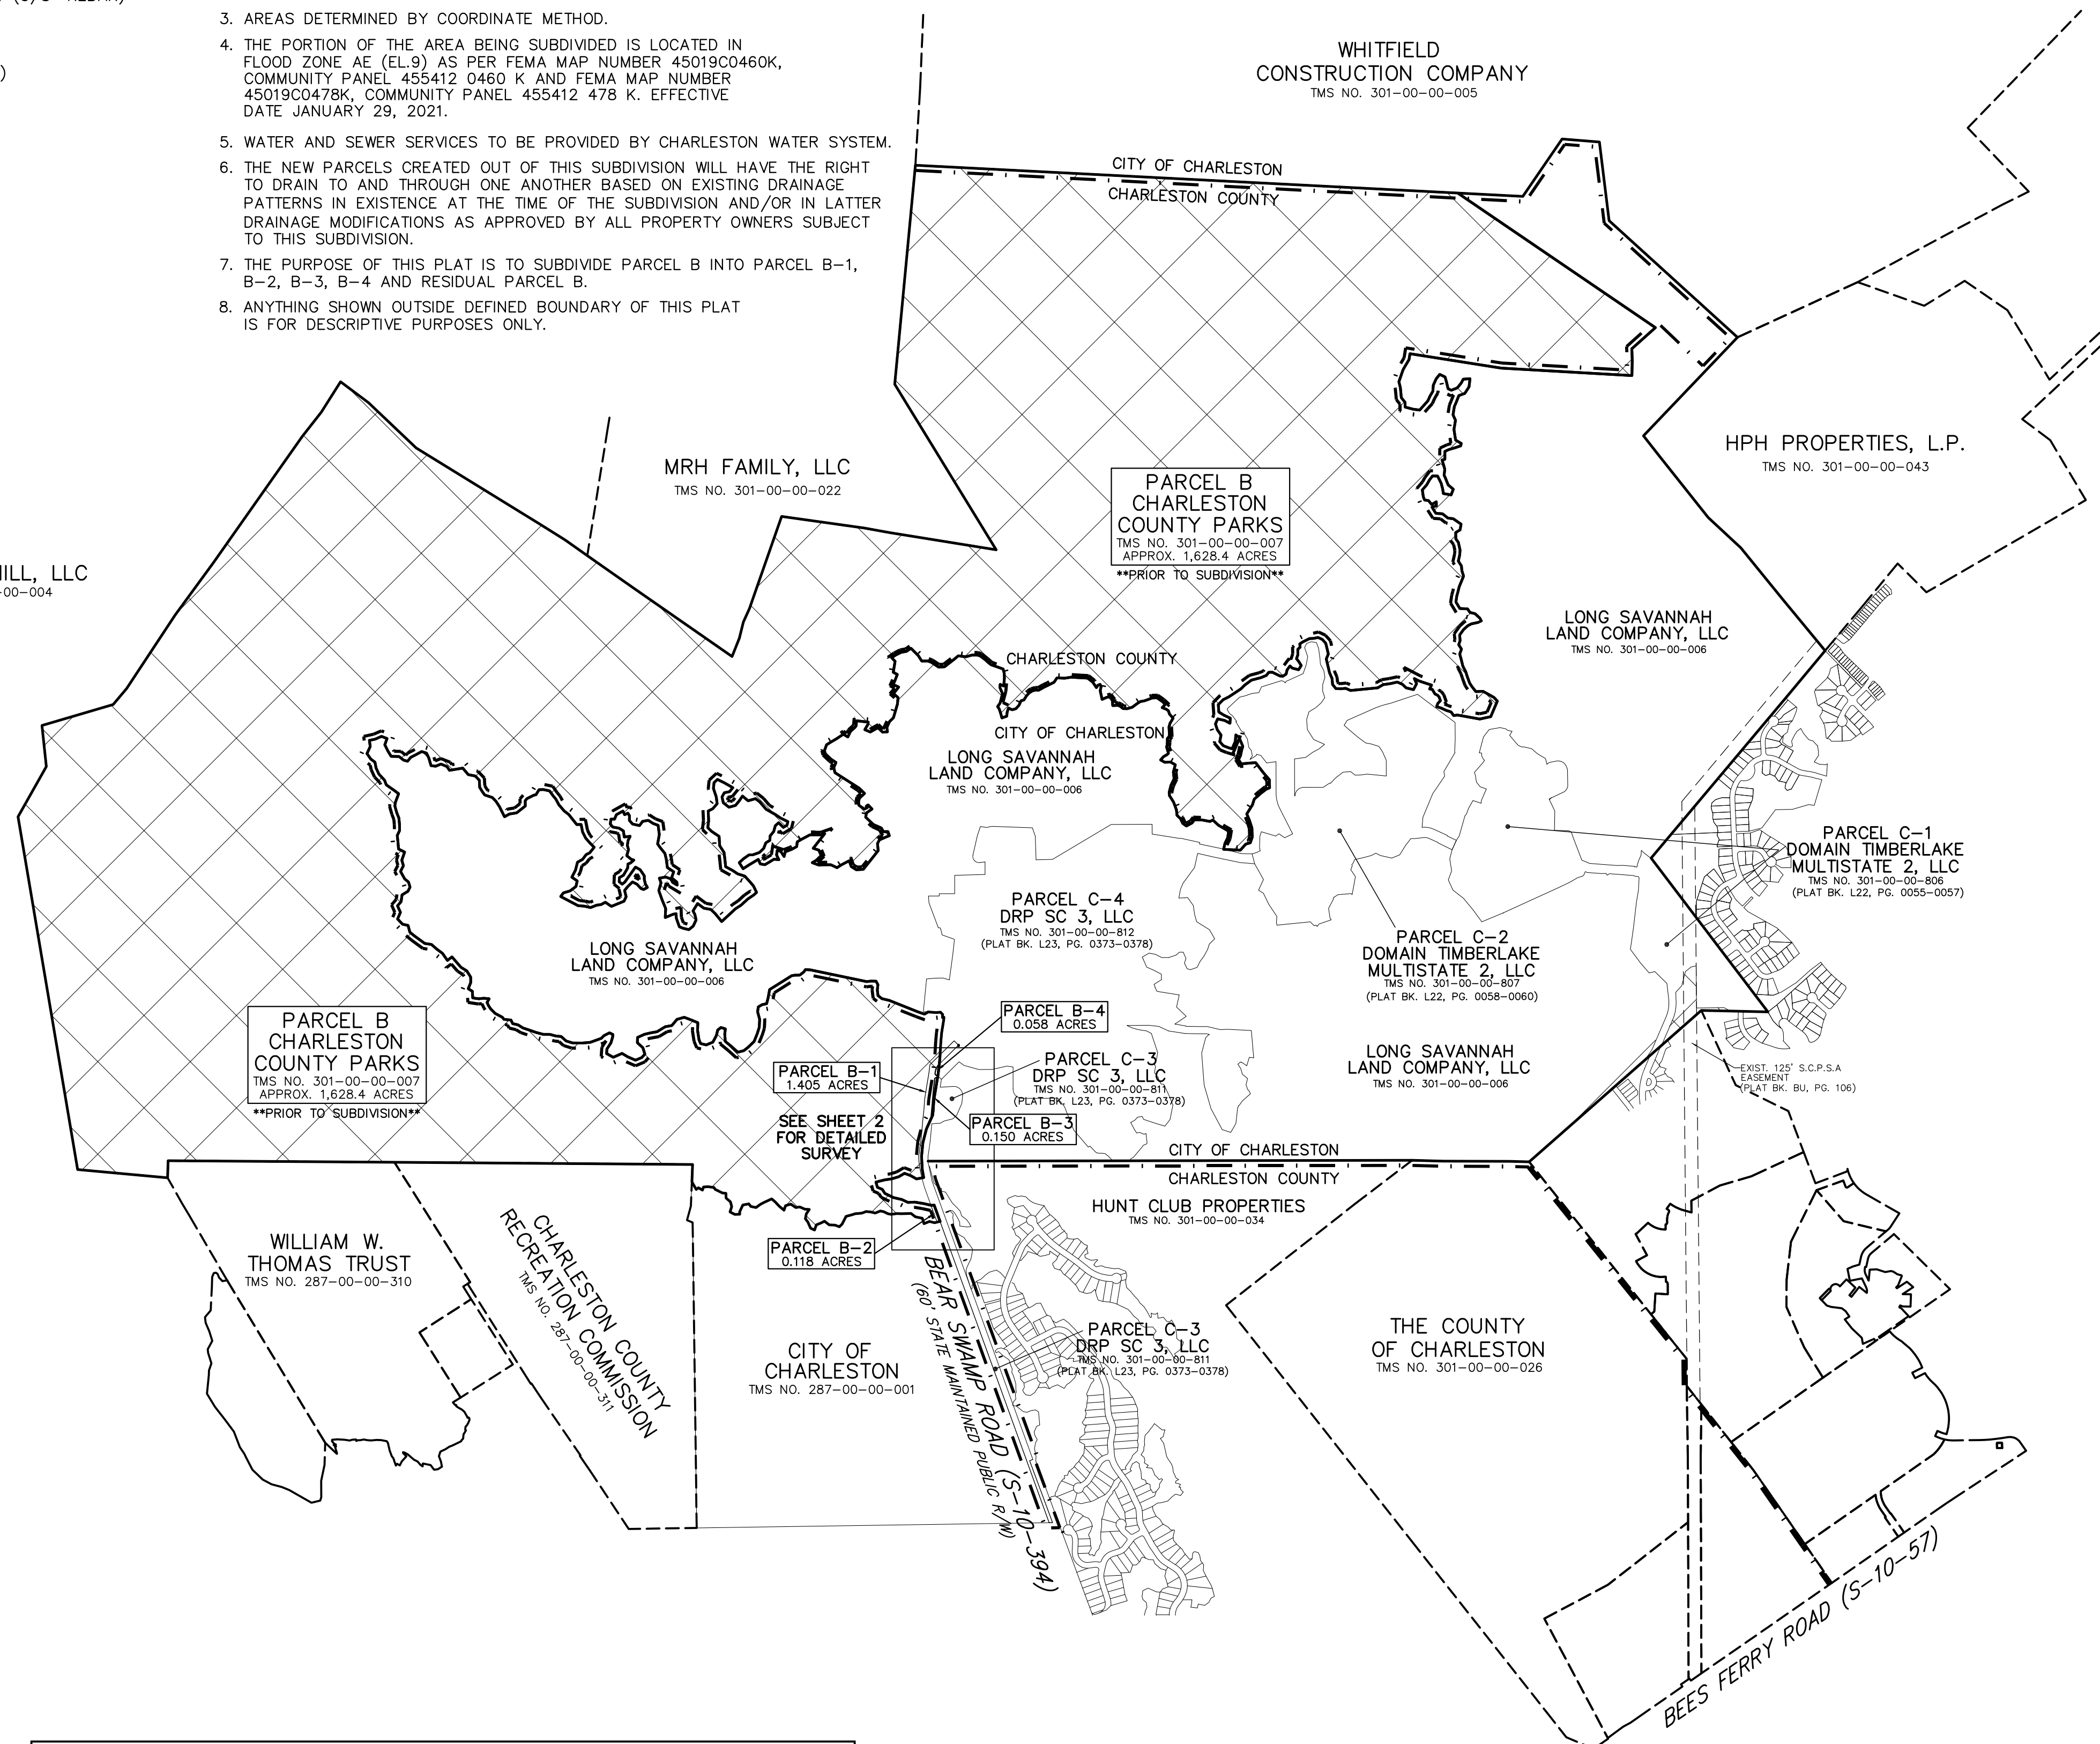 3. AREAS DETERMINED BY COORDINATE METHOD.
4. THE PORTION OF THE AREA BEING SUBDIVIDED IS LOCATED IN
FLOOD ZONE AE (EL.9) AS PER FEMA MAP NUMBER 45019C0460K,
COMMUNITY PANEL 455412 0460 K AND FEMA MAP NUMBER
45019C0478K, COMMUNITY PANEL 455412 478 K. EFFECTIVE
DATE JANUARY 29, 2021.
5. WATER AND SEWER SERVICES TO BE PROVIDED BY CHARLESTON WATER SYSTEM.
6. THE NEW PARCELS CREATED OUT OF THIS SUBDIVISION WILL HAVE THE RIGHT
TO DRAIN TO AND THROUGH ONE ANOTHER BASED ON EXISTING DRAINAGE
PATTERNS IN EXISTENCE AT THE TIME OF THE SUBDIVISION AND/OR IN LATTER
DRAINAGE MODIFICATIONS AS APPROVED BY ALL PROPERTY OWNERS SUBJECT
TO THIS SUBDIVISION.
7. THE PURPOSE OF THIS PLAT IS TO SUBDIVIDE PARCEL B INTO PARCEL B-1,
B-2, B-3, B-4 AND RESIDUAL PARCEL B.
8. ANYTHING SHOWN OUTSIDE DEFINED BOUNDARY OF THIS PLAT
IS FOR DESCRIPTIVE PURPOSES ONLY.
WHITFIELD
CONSTRUCTION COMPANY
TMS NO. 301-00-00-005
CITY OF CHARLESTON
CHARLESTON COUNTY
MRH FAMILY, LLC
TMS NO. 301-00-00-022
PARCEL B
CHARLESTON
COUNTY PARKS
TMS NO. 301-00-00-007
APPROX. 1,628.4 ACRES
**PRIOR TO SUBDIVISION**
HPH PROPERTIES, L.P.
TMS NO. 301-00-00-043
HILL, LLC
-00-004
LONG SAVANNAH
LAND COMPANY, LLC
TMS NO. 301-00-00-006
CHARLESTON COUNTY
CITY OF CHARLESTON
LONG SAVANNAH
LAND COMPANY, LLC
TMS NO. 301-00-00-006
PARCEL C-1
DOMAIN TIMBERLAKE
MULTISTATE 2, LLC
TMS NO. 301-00-00-806
(PLAT BK. L22, PG. 0055-0057)
PARCEL C-4
DRP SC 3, LLC
TMS NO. 301-00-00-812
(PLAT BK. L23, PG. 0373-0378)
PARCEL C-2
DOMAIN TIMBERLAKE
MULTISTATE 2, LLC
TMS NO. 301-00-00-807
(PLAT BK. L22, PG. 0058-0060)
LONG SAVANNAH
LAND COMPANY, LLC
TMS NO. 301-00-00-006
PARCEL B
CHARLESTON
COUNTY PARKS
TMS NO. 301-00-00-007
APPROX. 1,628.4 ACRES
**PRIOR TO SUBDIVISION**
PARCEL B-4
0.058 ACRES
PARCEL B-1
1.405 ACRES
PARCEL C-3
DRP SC 3, LLC
TMS NO. 301-00-00-811
(PLAT BK. L23, PG. 0373-0378)
LONG SAVANNAH
LAND COMPANY, LLC
TMS NO. 301-00-00-006
EXIST. 125' S.C.P.S.A
EASEMENT
(PLAT BK. BU, PG. 106)
SEE SHEET 2
FOR DETAILED
SURVEY
PARCEL B-3
0.150 ACRES
CITY OF CHARLESTON
CHARLESTON COUNTY
HUNT CLUB PROPERTIES
TMS NO. 301-00-00-034
WILLIAM W.
THOMAS TRUST
TMS NO. 287-00-00-310
CHARLESTON COUNTY
RECREATION COMMISSION
TMS NO. 287-00-00-311
PARCEL B-2
0.118 ACRES
CITY OF
CHARLESTON
TMS NO. 287-00-00-001
BEAR SWAMP ROAD (S-10-394)
(60' STATE MAINTAINED PUBLIC R/W)
PARCEL C-3
DRP SC 3, LLC
TMS NO. 301-00-00-811
(PLAT BK. L23, PG. 0373-0378)
THE COUNTY
OF CHARLESTON
TMS NO. 301-00-00-026
BEES FERRY ROAD (S-10-57)